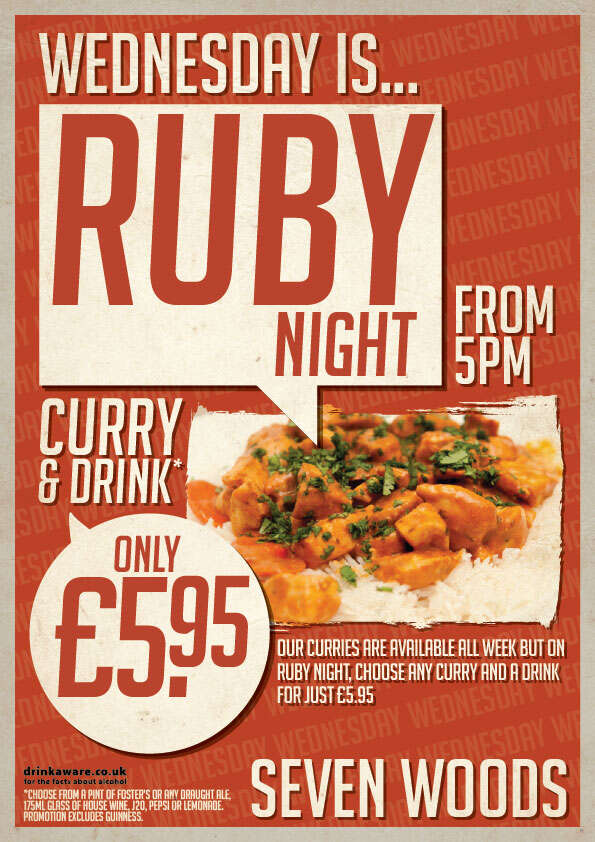 WEDNESDAY IS...
RUBY
NIGHT
FROM
5PM
CURRY
& DRINK*
ONLY
£5.95
OUR CURRIES ARE AVAILABLE ALL WEEK BUT ON
RUBY NIGHT, CHOOSE ANY CURRY AND A DRINK
FOR JUST £5.95
drinkaware.co.uk
for the facts about alcohol
*CHOOSE FROM A PINT OF FOSTER'S OR ANY DRAUGHT ALE,
175ML GLASS OF HOUSE WINE, J2O, PEPSI OR LEMONADE.
PROMOTION EXCLUDES GUINNESS.
SEVEN WOODS